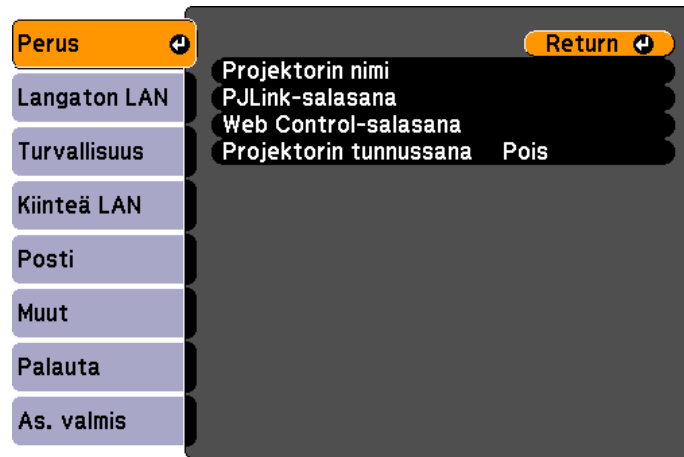 Perus
Langaton LAN
Turvallisuus
Kiinteä LAN
Posti
Muut
Palauta
As. valmis
Return
Projektorin nimi
PJLink-salasana
Web Control-salasana
Projektorin tunnussana Pois